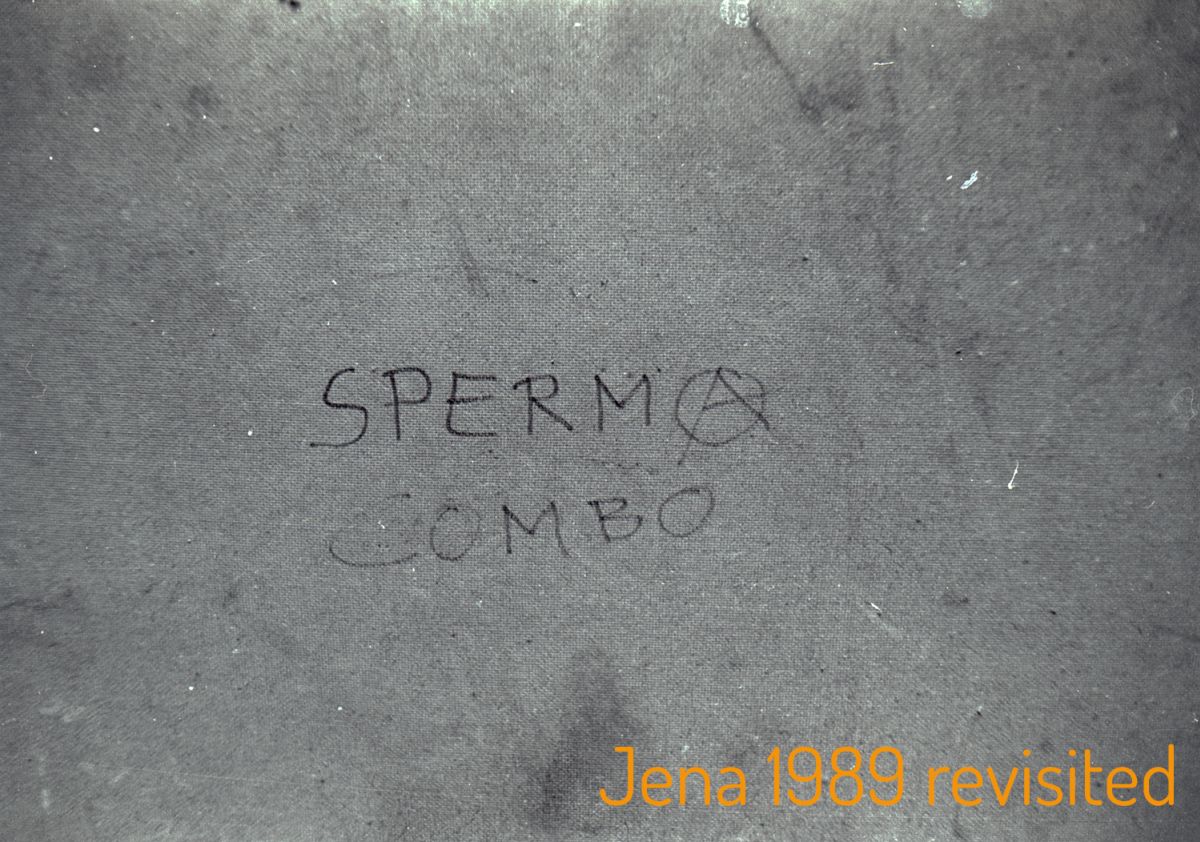 SPERMA
COMBO
Jena 1989 revisited